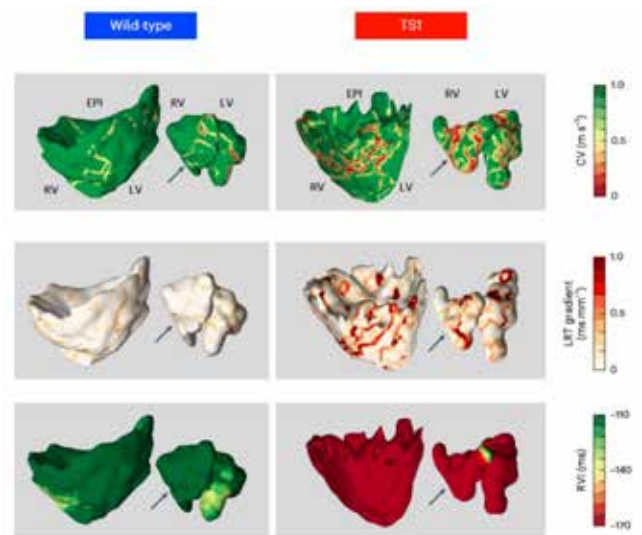 Wild-type
TS1
EPI
RV
LV
RV
LV
EPI
RV
LV
RV
LV
1.0
0.5
0
CV (m s⁻¹)
1.0
0.5
0
LRT gradient
(ms mm⁻¹)
-110
-140
-170
RVI (ms)